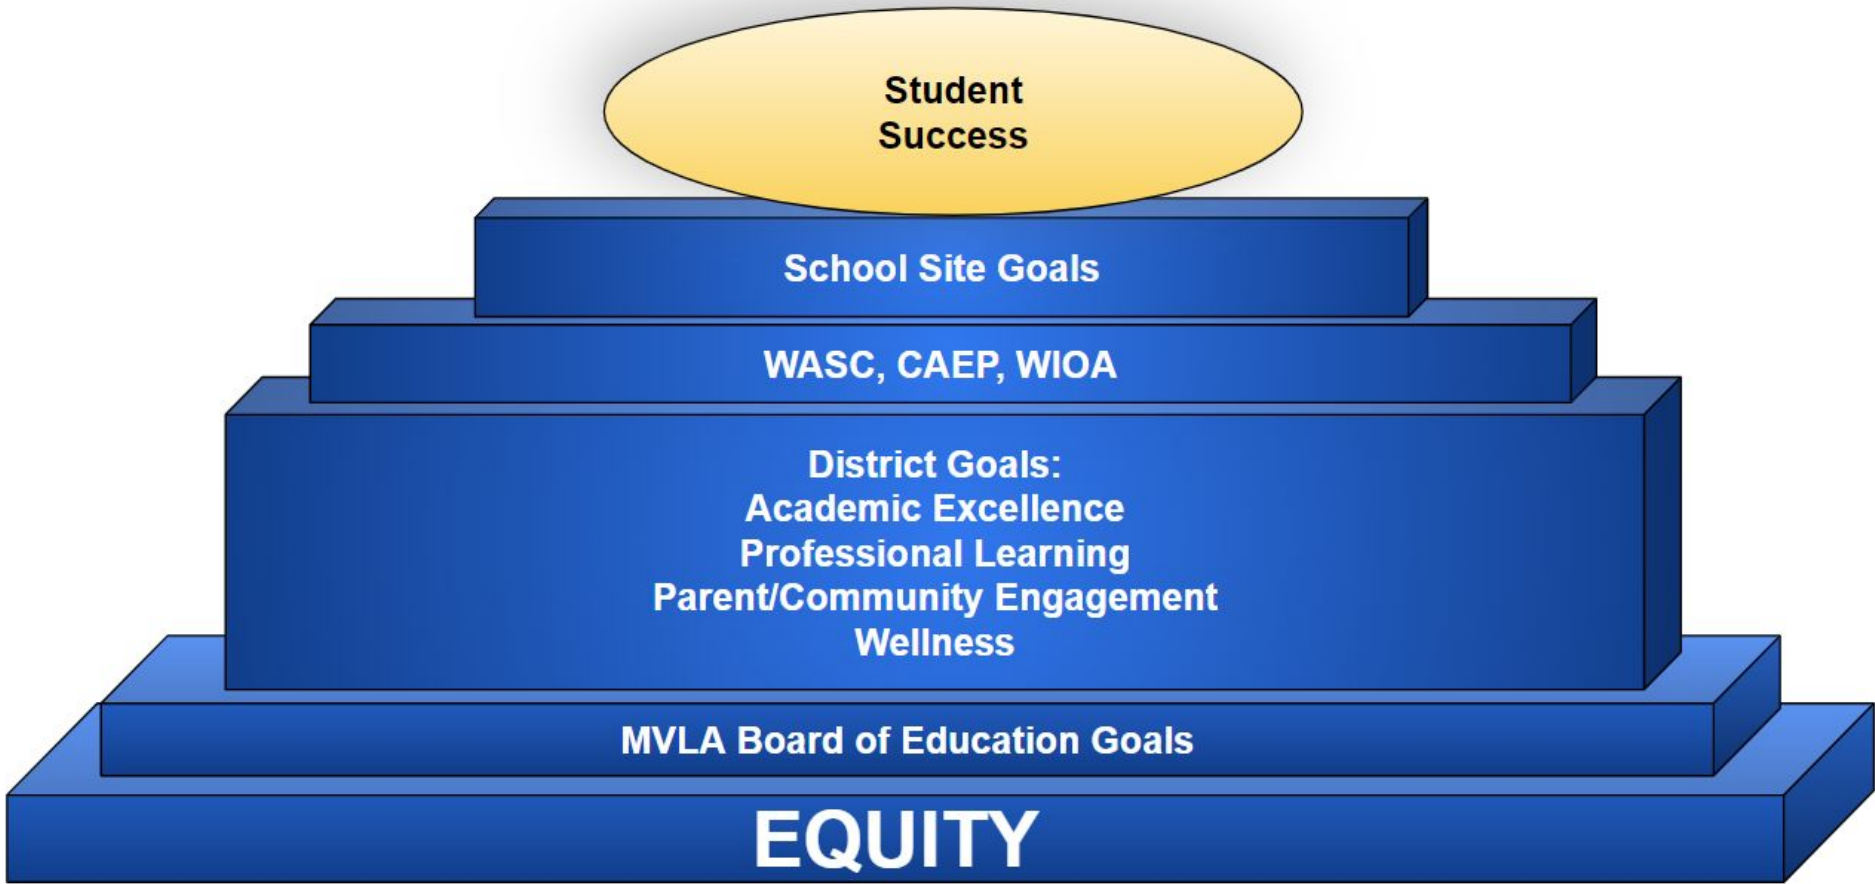 Student
Success
School Site Goals
WASC, CAEP, WIOA
District Goals:
Academic Excellence
Professional Learning
Parent/Community Engagement
Wellness
MVLA Board of Education Goals
EQUITY